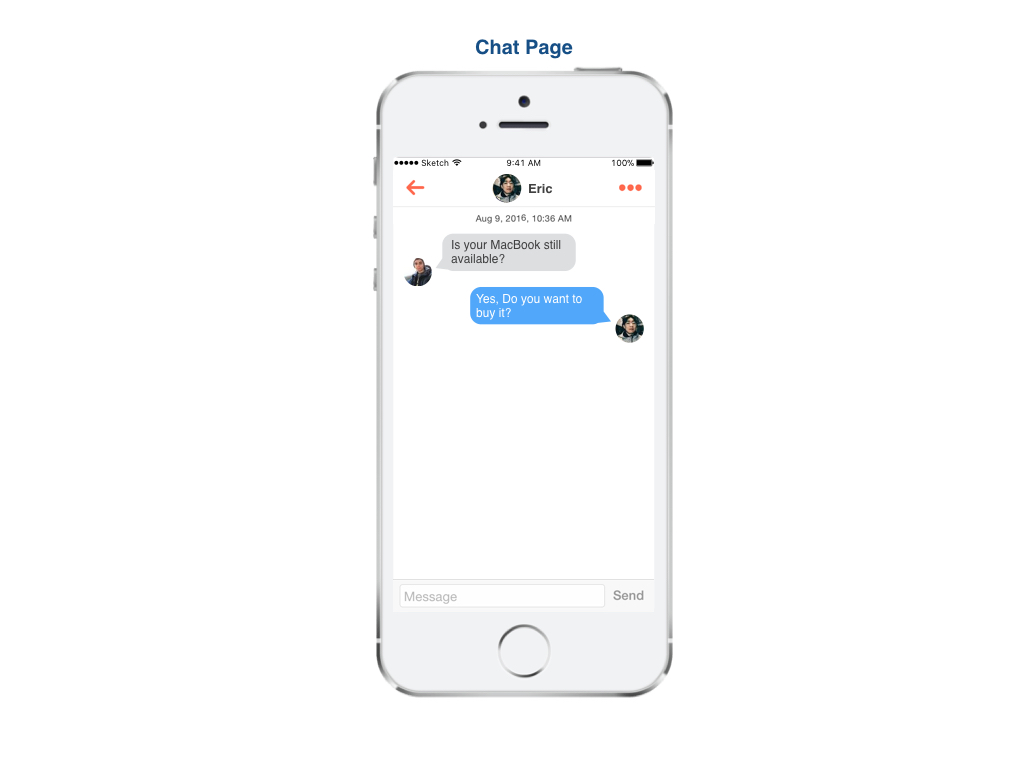 Chat Page
Sketch 9:41 AM 100%
Eric
Aug 9, 2016, 10:36 AM
Is your MacBook still
available?
Yes, Do you want to
buy it?
Message Send